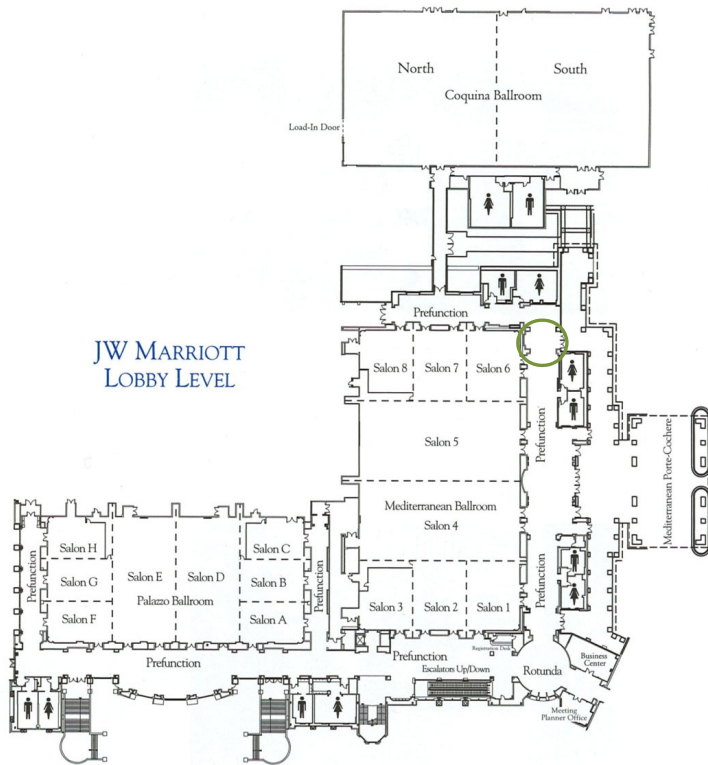 North
South
Coquina Ballroom
Load-In Door
Prefunction
JW MARRIOTT
LOBBY LEVEL
Salon 8
Salon 7
Salon 6
Prefunction
Salon 5
Mediterranean Porte-Cochere
Mediterranean Ballroom
Salon 4
Salon H
Salon C
Salon E
Salon D
Salon G
Salon B
Palazzo Ballroom
Salon F
Salon A
Prefunction
Prefunction
Prefunction
Salon 3
Salon 2
Salon 1
Prefunction
Prefunction
Registration Desk
Escalators Up/Down
Rotunda
Business
Center
Meeting
Planner Office